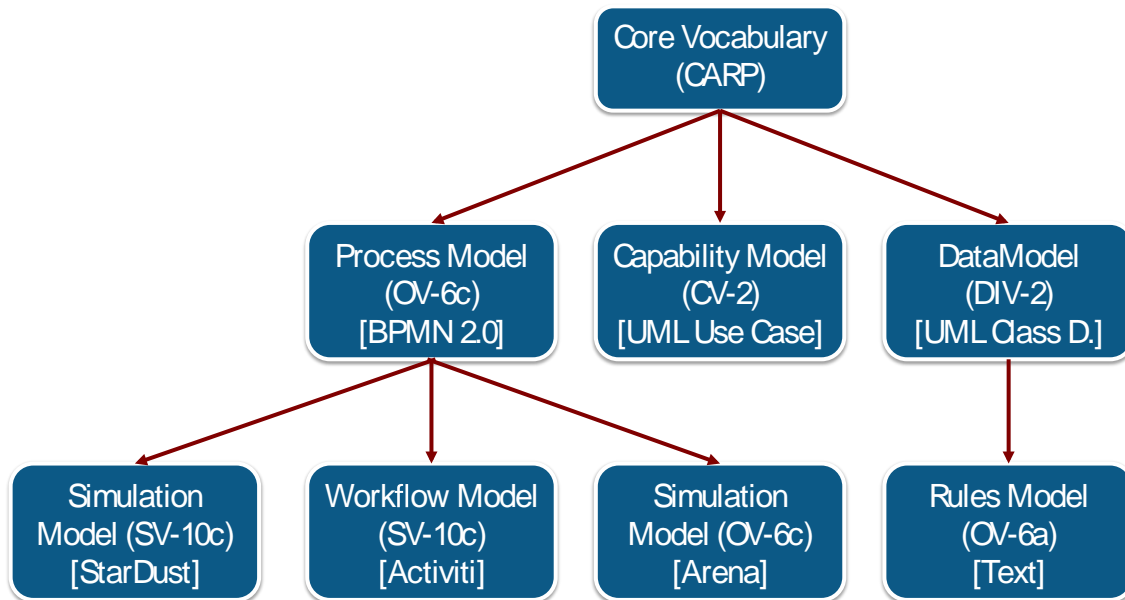 Core Vocabulary
(CARP)
Process Model
(OV-6c)
[BPMN 2.0]
Capability Model
(CV-2)
[UML Use Case]
DataModel
(DIV-2)
[UML Class D.]
Simulation
Model (SV-10c)
[StarDust]
Workflow Model
(SV-10c)
[Activiti]
Simulation
Model (OV-6c)
[Arena]
Rules Model
(OV-6a)
[Text]